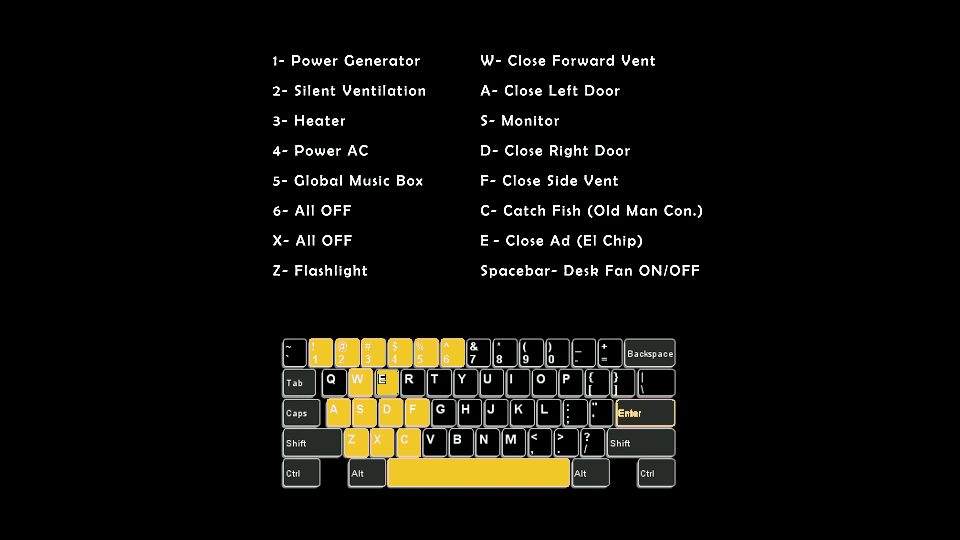 1- Power Generator
2- Silent Ventilation
3- Heater
4- Power AC
5- Global Music Box
6- All OFF
X- All OFF
Z- Flashlight
W- Close Forward Vent
A- Close Left Door
S- Monitor
D- Close Right Door
F- Close Side Vent
C- Catch Fish (Old Man Con.)
E - Close Ad (El Chip)
Spacebar- Desk Fan ON/OFF
~ ! @ # $ % ^ & * ( ) _ + Backspace
` 1 2 3 4 5 6 7 8 9 0 - =
Tab Q W E R T Y U I O P { } |
[ ] \
Caps A S D F G H J K L : " Enter
; '
Shift Z X C V B N M < > ? Shift
, . /
Ctrl Alt Alt Ctrl